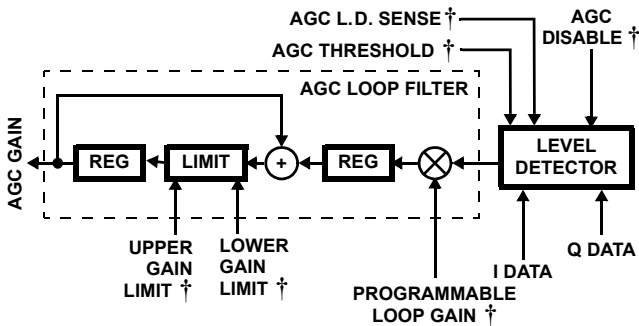 AGC L.D. SENSE †
AGC
DISABLE †
AGC THRESHOLD †
AGC LOOP FILTER
AGC GAIN
REG
LIMIT
+
REG
LEVEL
DETECTOR
UPPER
GAIN
LIMIT †
LOWER
GAIN
LIMIT †
PROGRAMMABLE
LOOP GAIN †
I DATA
Q DATA